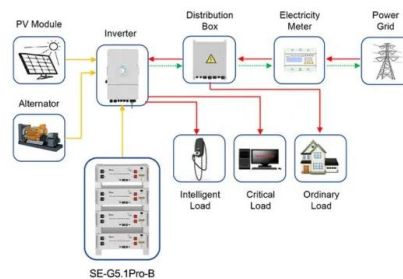 PV Module
Inverter
Distribution
Box
Electricity
Meter
Power
Grid
Alternator
Intelligent
Load
Critical
Load
Ordinary
Load
SE-G5.1Pro-B